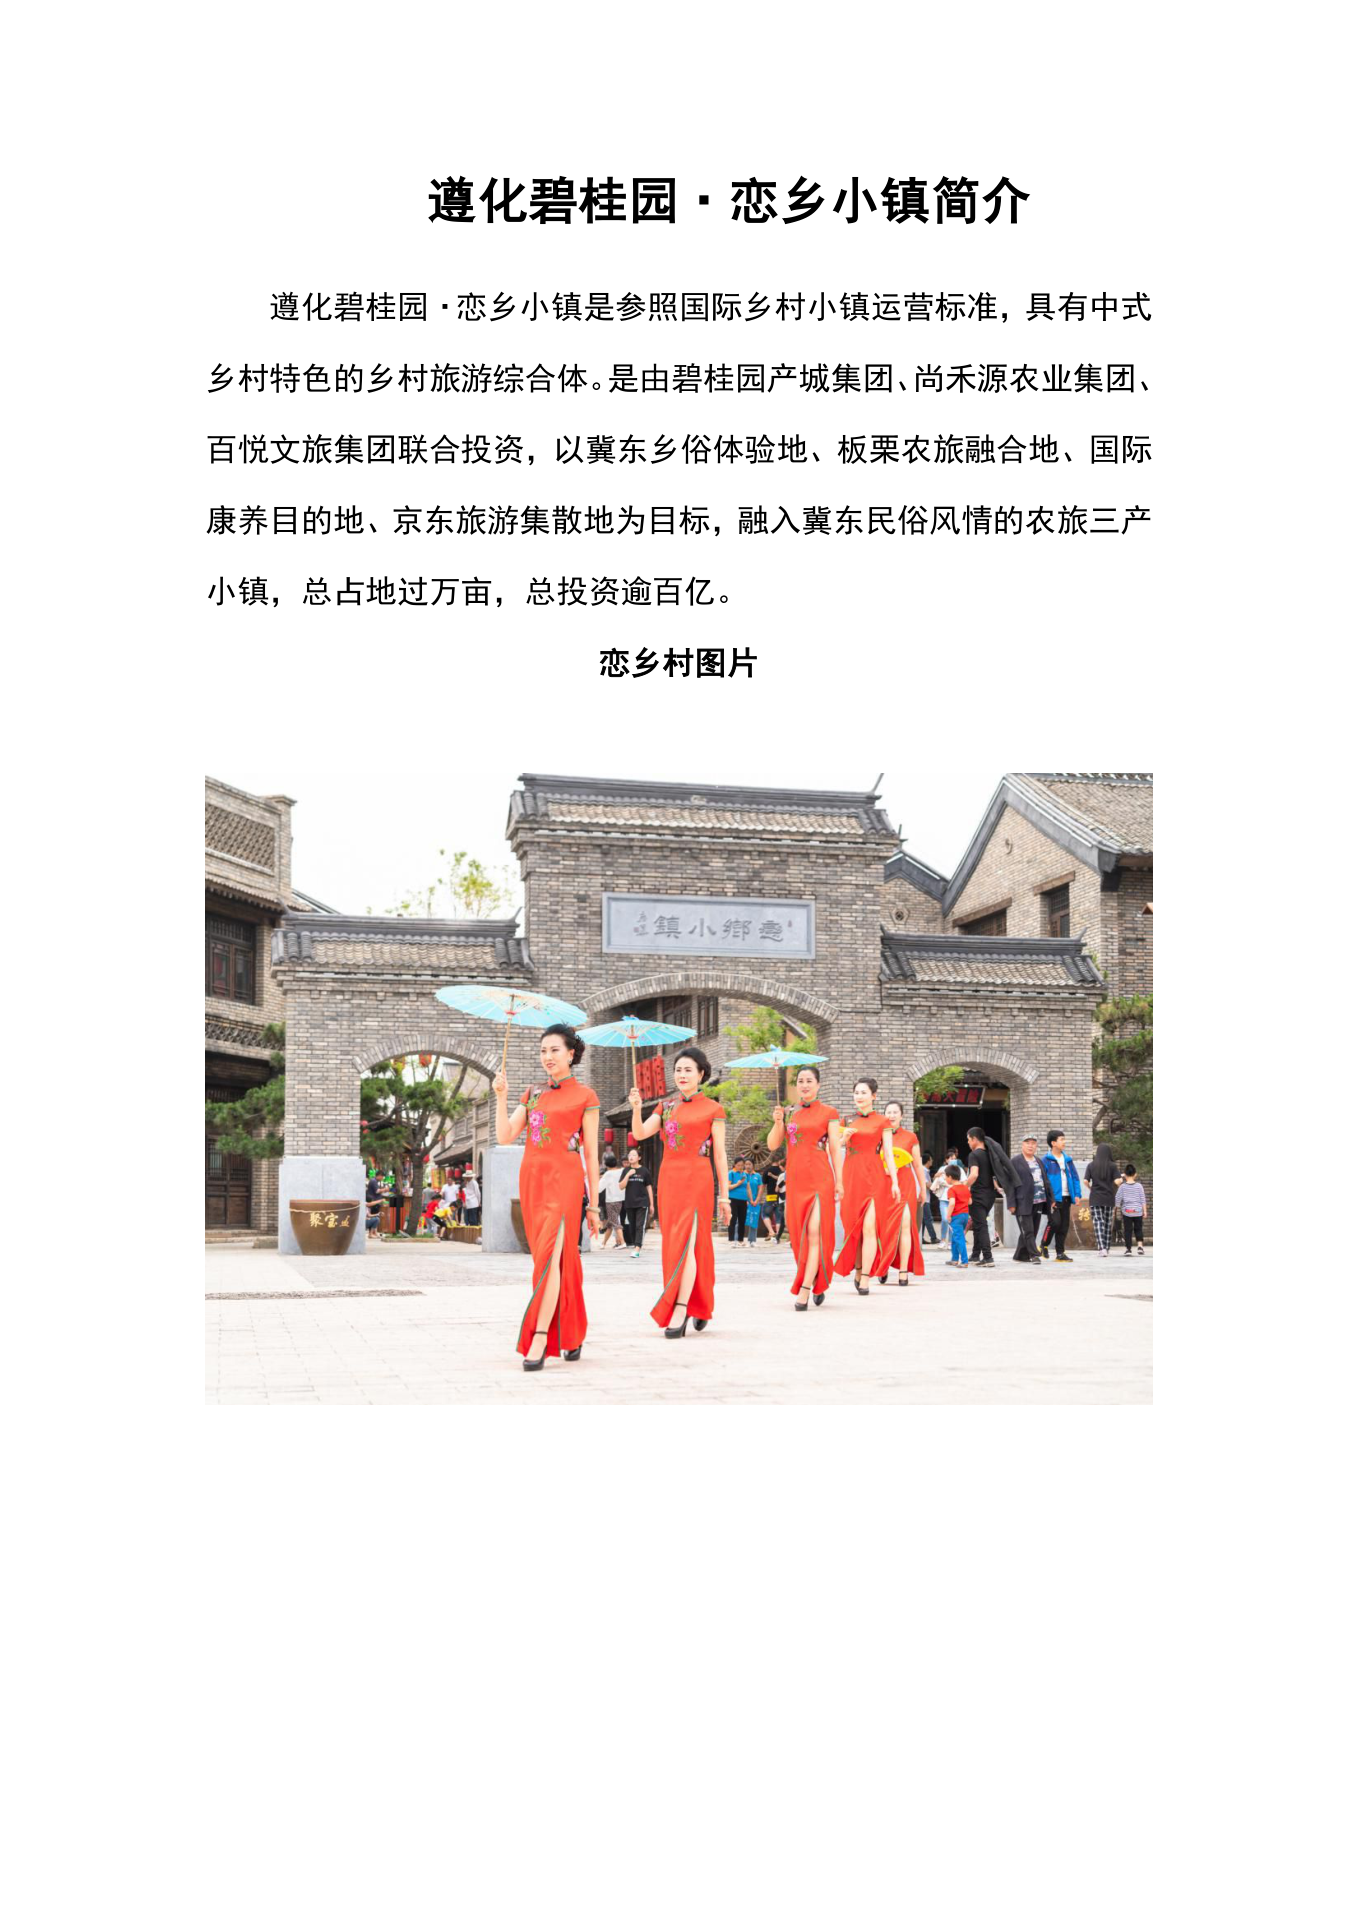 遵化碧桂园·恋乡小镇简介
遵化碧桂园·恋乡小镇是参照国际乡村小镇运营标准，具有中式
乡村特色的乡村旅游综合体。是由碧桂园产城集团、尚禾源农业集团、
百悦文旅集团联合投资，以冀东乡俗体验地、板栗农旅融合地、国际
康养目的地、京东旅游集散地为目标，融入冀东民俗风情的农旅三产
小镇，总占地过万亩，总投资逾百亿。
恋乡村图片
鎮小鄉戀
聚宝